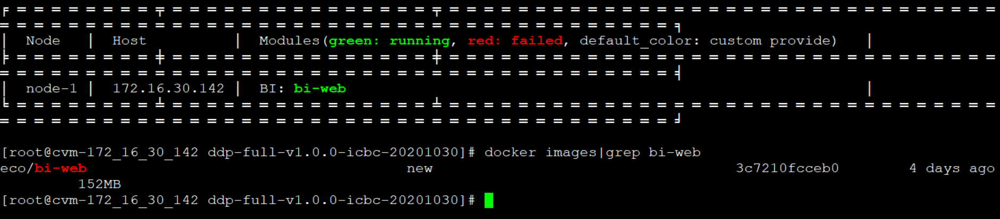 ╒ = = = = = = = = ╤ = = = = = = = = = = = = = = = ╤ = = = = = = = = = = = = = = = = = = = = = = = = = = = = = = = =
= = = = = = = = = = = = = = = = = = = = = = = = = = = = = = = = = = = = = = = ╕
│ Node │ Host │ Modules(green: running, red: failed, default_color: custom provide) │
╞ = = = = = = = = ╪ = = = = = = = = = = = = = = = ╪ = = = = = = = = = = = = = = = = = = = = = = = = = = = = = = = =
= = = = = = = = = = = = = = = = = = = = = = = = = = = = = = = = = = = = = = = ╡
│ node-1 │ 172.16.30.142 │ BI: bi-web │
╘ = = = = = = = = ╧ = = = = = = = = = = = = = = = ╧ = = = = = = = = = = = = = = = = = = = = = = = = = = = = = = = =
= = = = = = = = = = = = = = = = = = = = = = = = = = = = = = = = = = = = = = = ╛
[root@cvm-172_16_30_142 ddp-full-v1.0.0-icbc-20201030]# docker images|grep bi-web
eco/bi-web new 3c7210fcceb0 4 days ago
152MB
[root@cvm-172_16_30_142 ddp-full-v1.0.0-icbc-20201030]#